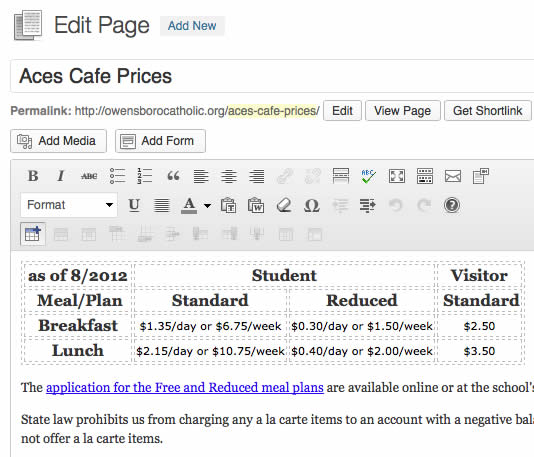 Edit Page Add New
Aces Cafe Prices
Permalink: http://owensborocatholic.org/aces-cafe-prices/ Edit View Page Get Shortlink
Add Media Add Form
B I ABC 1 2 3 “ ABC
Format U A T W Ω ?
as of 8/2012 Student Visitor
Meal/Plan Standard Reduced Standard
Breakfast $1.35/day or $6.75/week $0.30/day or $1.50/week $2.50
Lunch $2.15/day or $10.75/week $0.40/day or $2.00/week $3.50
The application for the Free and Reduced meal plans are available online or at the school's
State law prohibits us from charging any a la carte items to an account with a negative
not offer a la carte items.